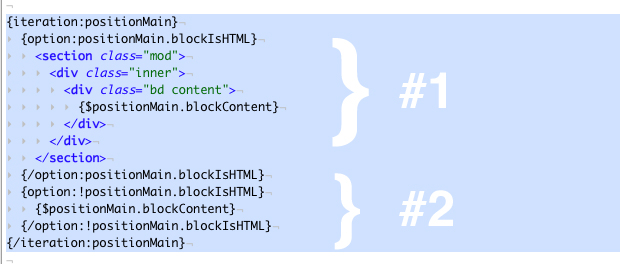 {iteration:positionMain}
{option:positionMain.blockIsHTML}
<section class="mod">
<div class="inner">
<div class="bd content">
{$positionMain.blockContent}
</div>
</div>
</section>
{/option:positionMain.blockIsHTML}
{option:!positionMain.blockIsHTML}
{$positionMain.blockContent}
{/option:!positionMain.blockIsHTML}
{/iteration:positionMain}
} #1
} #2